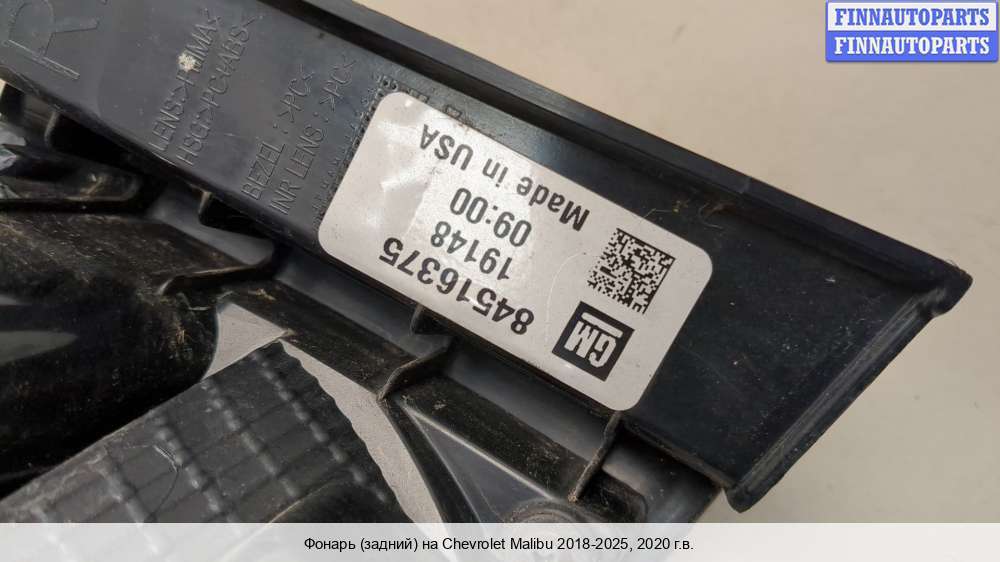 FINNAUTOPARTS
FINNAUTOPARTS
R
LENS:>PMMA<
HSG:>PC+ABS<
BEZEL:>PC<
INR LENS:>PC<
84516375
19148
09:00
Made in USA
GM
Фонарь (задний) на Chevrolet Malibu 2018-2025, 2020 г.в.